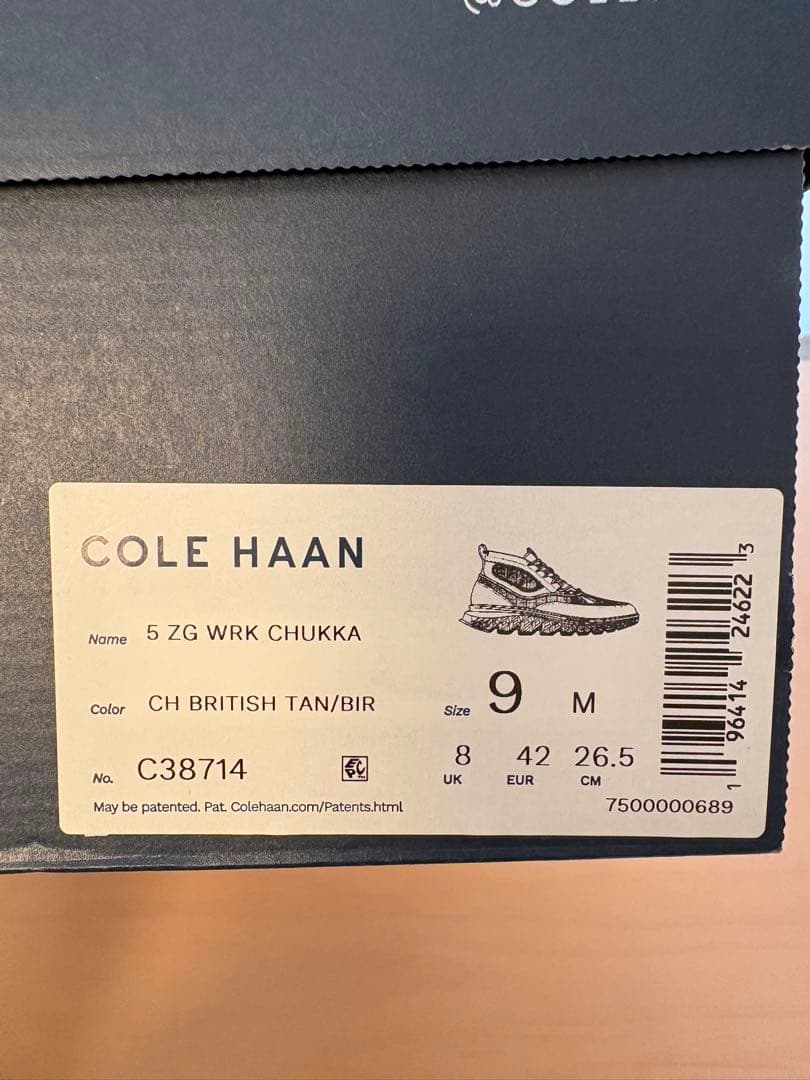 COLE HAAN
Name 5 ZG WRK CHUKKA
Color CH BRITISH TAN/BIR
Size 9 M
No. C38714
8 42 26.5
UK EUR CM
May be patented. Pat. Colehaan.com/Patents.html
7500000689
1 96414 24622 3